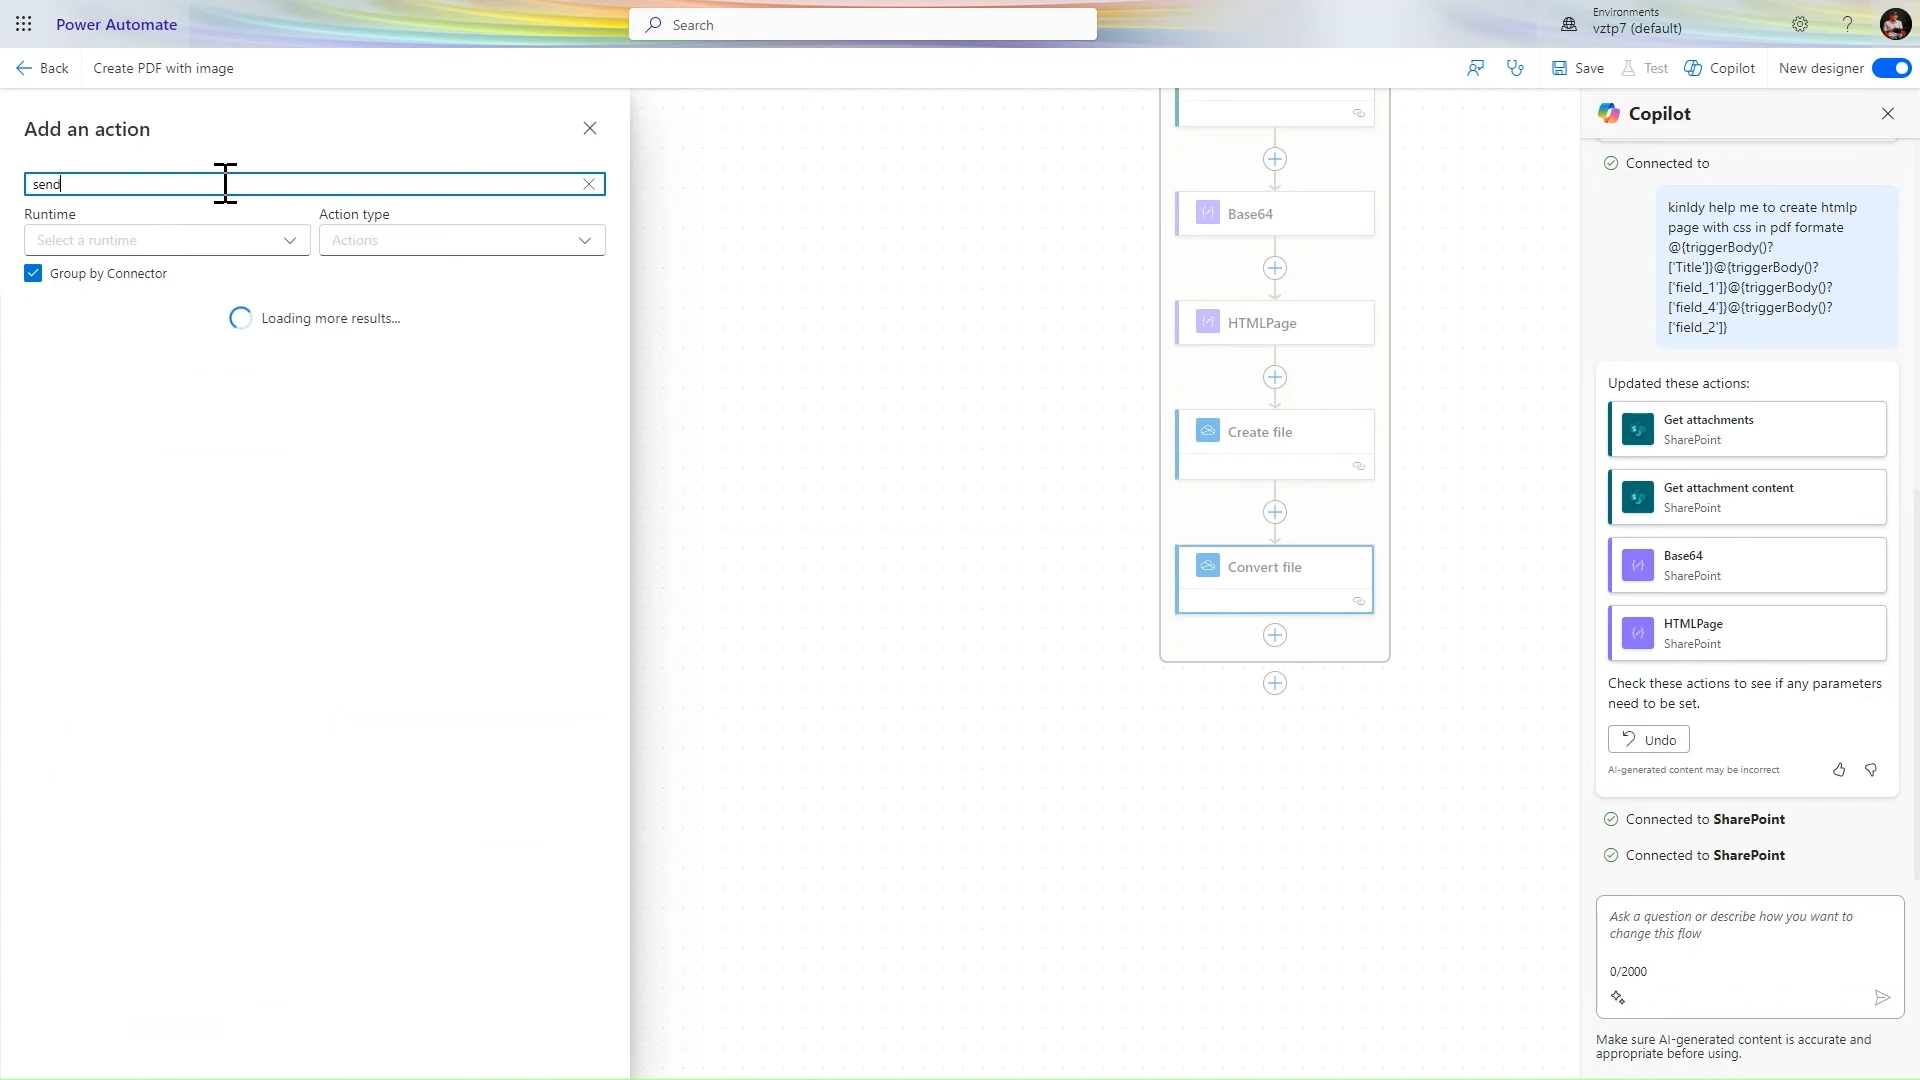 Power Automate
Search
Environments
vztp7 (default)
?
Back
Create PDF with image
Save
Test
Copilot
New designer
Add an action
send
Runtime
Action type
Select a runtime
Actions
Group by Connector
Loading more results...
Base64
HTMLPage
Create file
Convert file
Copilot
Connected to
kinldy help me to create htmlp
page with css in pdf formate
@{triggerBody()?
['Title']}@{triggerBody()?
['field_1']}@{triggerBody()?
['field_4']}@{triggerBody()?
['field_2']}
Updated these actions:
Get attachments
SharePoint
Get attachment content
SharePoint
Base64
SharePoint
HTMLPage
SharePoint
Check these actions to see if any parameters
need to be set.
Undo
AI-generated content may be incorrect
Connected to SharePoint
Connected to SharePoint
Ask a question or describe how you want to
change this flow
0/2000
Make sure AI-generated content is accurate and
appropriate before using.